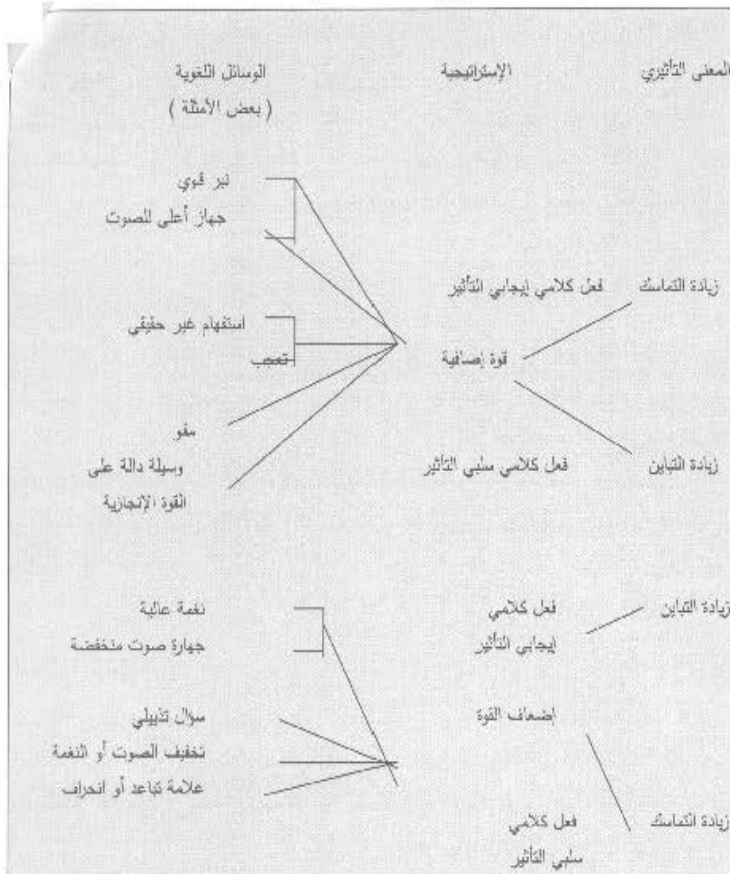 المعنى التأثيري الإستراتيجية الوسائل اللغوية
( بعض الأمثلة )
نبر قوي
جهاز أعلى للصوت
زيادة التماسك فعل كلامي إيجابي التأثير
استفهام غير حقيقي
قوة إضافية تعجب
مقو
زيادة التباين فعل كلامي سلبي التأثير وسيلة دالة على
القوة الإنجازية
زيادة التباين فعل كلامي نغمة عالية
إيجابي التأثير جهارة صوت منخفضة
إضعاف القوة سؤال تذييلي
تخفيف الصوت أو النغمة
علامة تباعد أو انحراف
زيادة التماسك فعل كلامي
سلبي التأثير